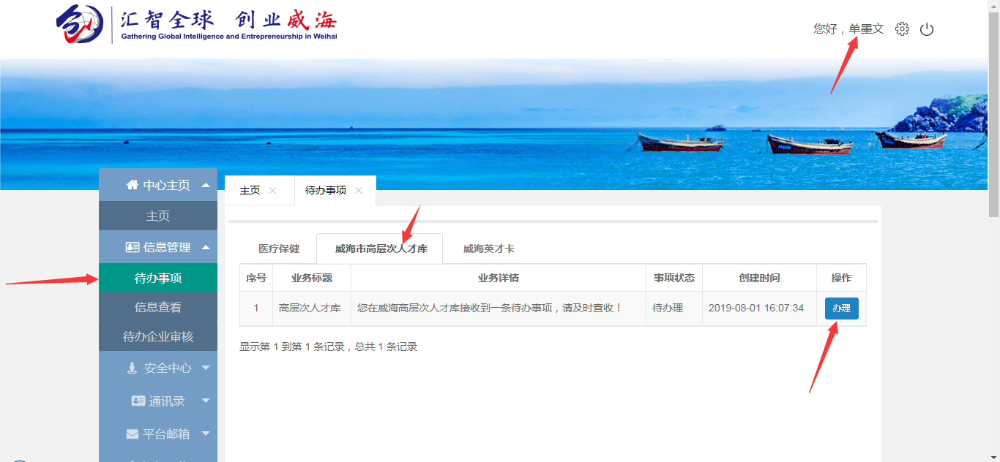 汇智全球 创业威海
Gathering Global Intelligence and Entrepreneurship in Weihai
您好，单墨文
中心主页
主页
信息管理
待办事项
信息查看
待办企业审核
安全中心
通讯录
平台邮箱
主页 待办事项
医疗保健 威海市高层次人才库 威海英才卡
序号 业务标题 业务详情 事项状态 创建时间 操作
1 高层次人才库 您在威海高层次人才库接收到一条待办事项，请及时查收！ 待办理 2019-08-01 16:07:34 办理
显示第 1 到第 1 条记录，总共 1 条记录